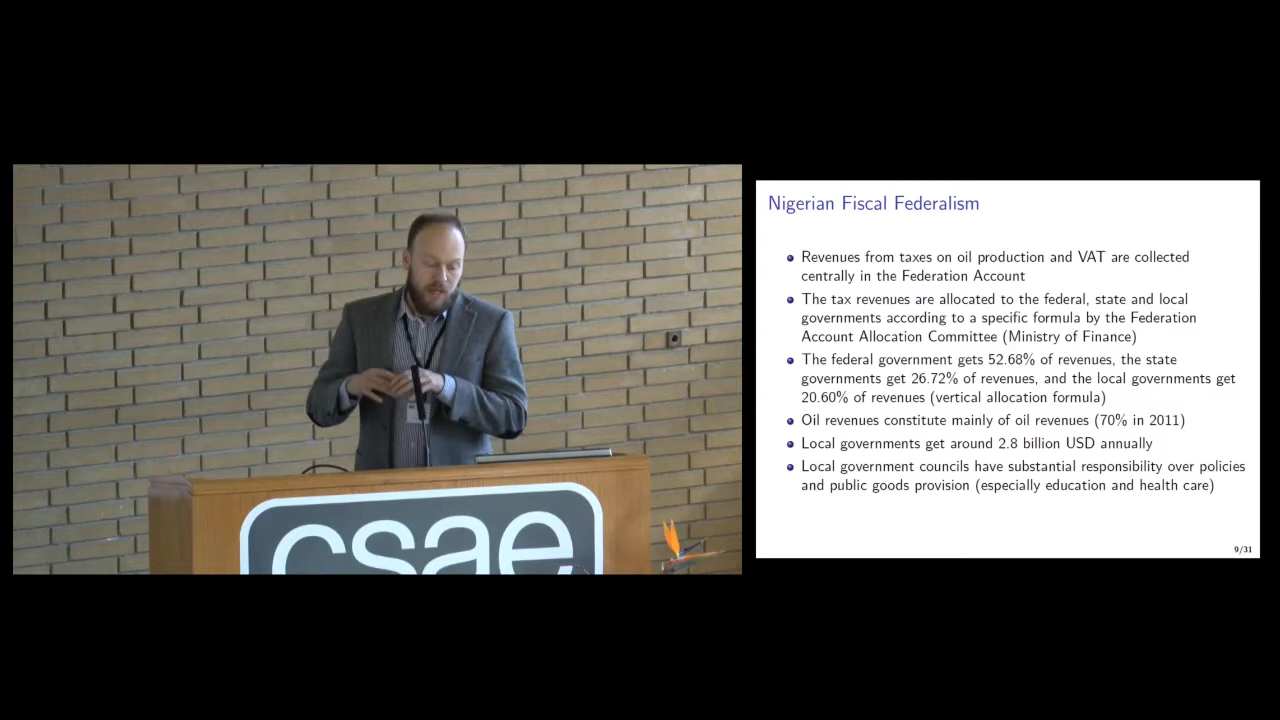 csae
Nigerian Fiscal Federalism
Revenues from taxes on oil production and VAT are collected
centrally in the Federation Account
The tax revenues are allocated to the federal, state and local
governments according to a specific formula by the Federation
Account Allocation Committee (Ministry of Finance)
The federal government gets 52.68% of revenues, the state
governments get 26.72% of revenues, and the local governments get
20.60% of revenues (vertical allocation formula)
Oil revenues constitute mainly of oil revenues (70% in 2011)
Local governments get around 2.8 billion USD annually
Local government councils have substantial responsibility over policies
and public goods provision (especially education and health care)
9/31